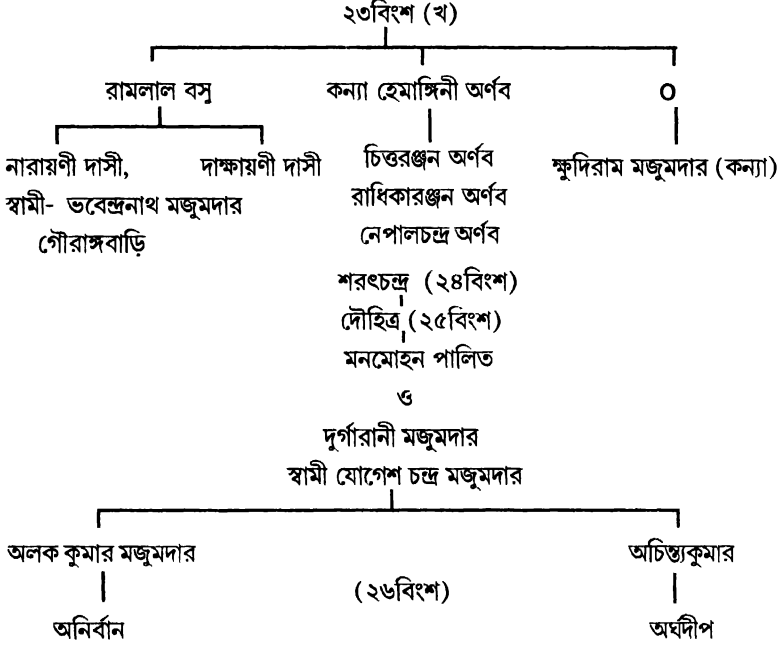 ২৩বিংশ (খ)
রামলাল বসু কন্যা হেমাঙ্গিনী অর্ণব O
নারায়ণী দাসী, দাক্ষায়ণী দাসী চিত্তরঞ্জন অর্ণব ক্ষুদিরাম মজুমদার (কন্যা)
স্বামী- ভবেন্দ্রনাথ মজুমদার রাধিকারঞ্জন অর্ণব
গৌরাঙ্গবাড়ি নেপালচন্দ্র অর্ণব
শরৎচন্দ্র (২৪বিংশ)
দৌহিত্র (২৫বিংশ)
মনমোহন পালিত
ও
দুর্গারানী মজুমদার
স্বামী যোগেশ চন্দ্র মজুমদার
অলক কুমার মজুমদার অচিন্ত্যকুমার
(২৬বিংশ)
অনির্বান অর্ঘদীপ